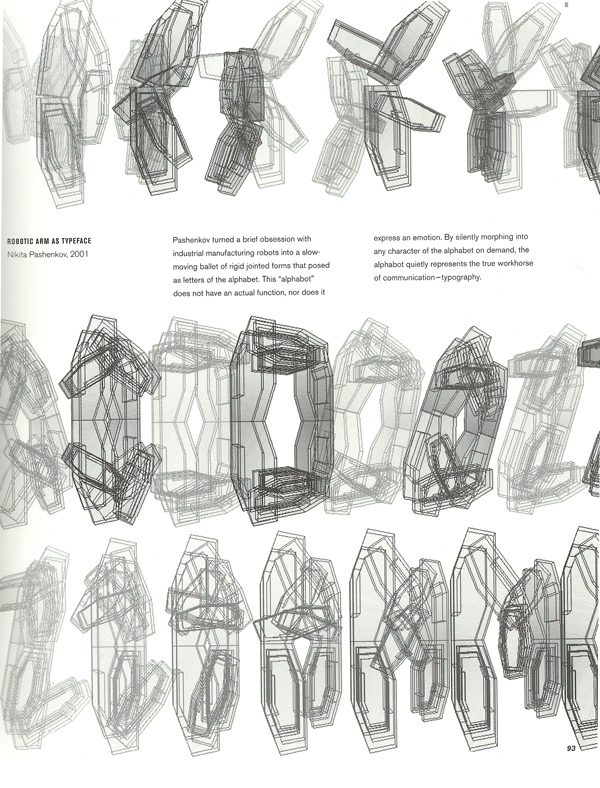 ROBOTIC ARM AS TYPEFACE
Nikita Pashenkov, 2001
Pashenkov turned a brief obsession with
industrial manufacturing robots into a slow-
moving ballet of rigid jointed forms that posed
as letters of the alphabet. This "alphabot"
does not have an actual function, nor does it
express an emotion. By silently morphing into
any character of the alphabet on demand, the
alphabot quietly represents the true workhorse
of communication—typography.
93